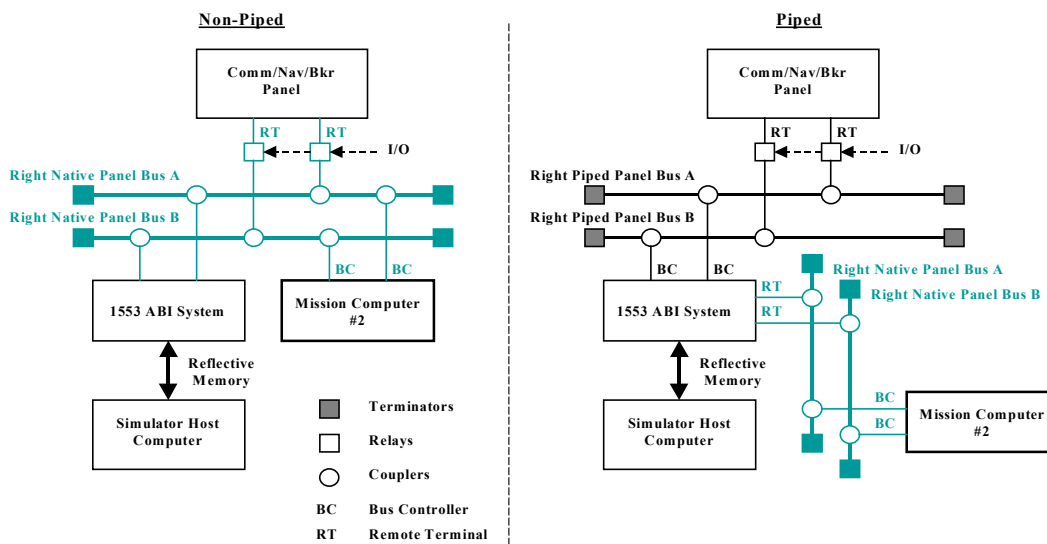 Non-Piped
Comm/Nav/Bkr
Panel
RT
RT
I/O
Right Native Panel Bus A
Right Native Panel Bus B
BC
BC
1553 ABI System
Mission Computer
#2
Reflective
Memory
Simulator Host
Computer
Terminators
Relays
Couplers
BC Bus Controller
RT Remote Terminal
Piped
Comm/Nav/Bkr
Panel
RT
RT
I/O
Right Piped Panel Bus A
Right Piped Panel Bus B
BC
BC
Right Native Panel Bus A
RT
Right Native Panel Bus B
1553 ABI System
RT
Reflective
Memory
BC
Simulator Host
Computer
Mission Computer
#2
BC